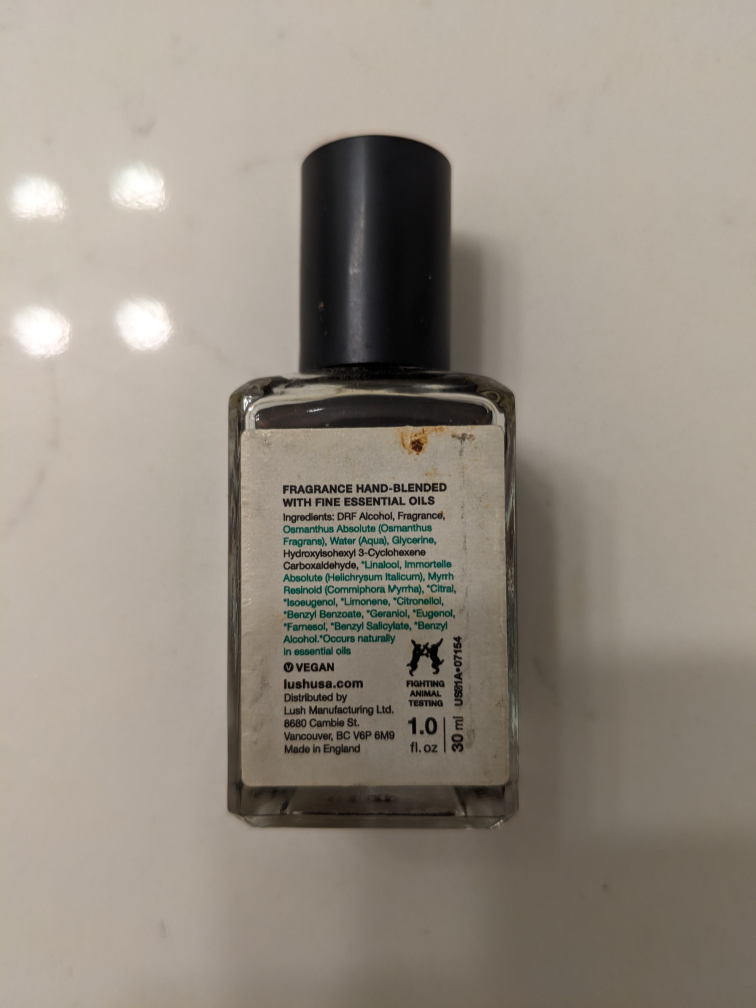 FRAGRANCE HAND-BLENDED
WITH FINE ESSENTIAL OILS
Ingredients: DRF Alcohol, Fragrance,
Osmanthus Absolute (Osmanthus
Fragrans), Water (Aqua), Glycerine,
Hydroxyisohexyl 3-Cyclohexene
Carboxaldehyde, *Linalool, Immortelle
Absolute (Helichrysum Italicum), Myrrh
Resinoid (Commiphora Myrrha), *Citral,
*Isoeugenol, *Limonene, *Citronellol,
*Benzyl Benzoate, *Geraniol, *Eugenol,
*Farnesol, *Benzyl Salicylate, *Benzyl
Alcohol.*Occurs naturally
in essential oils
V VEGAN
lushusa.com
Distributed by
Lush Manufacturing Ltd.
8680 Cambie St.
Vancouver, BC V6P 6M9
Made in England
FIGHTING
ANIMAL
TESTING
1.0
fl.oz
30 ml